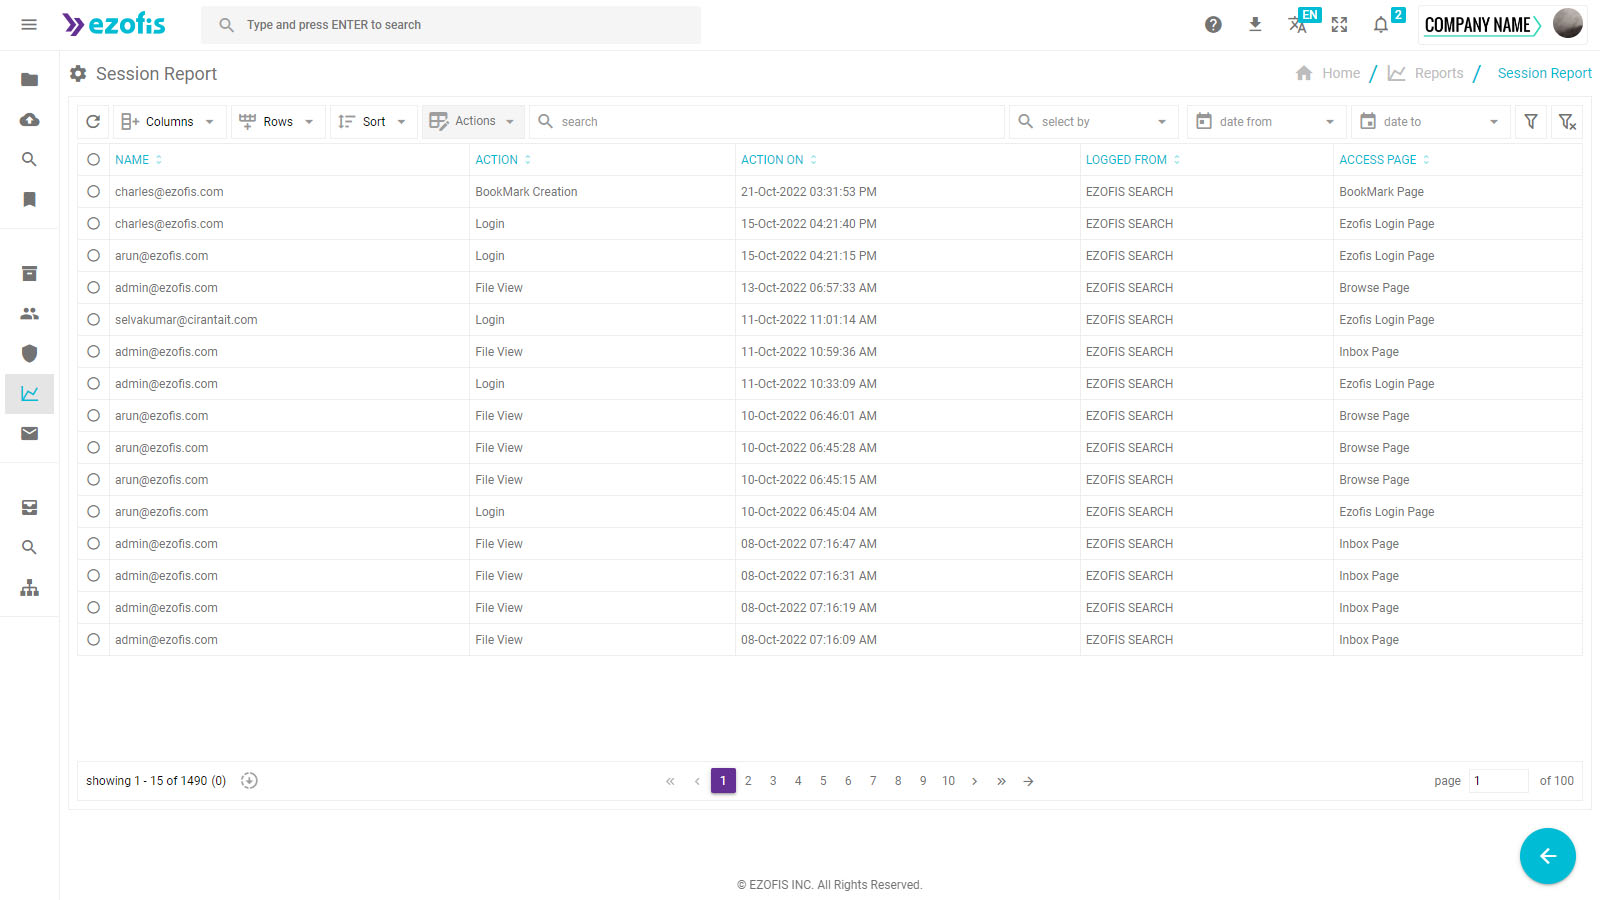 ezofis
Type and press ENTER to search
EN
2
COMPANY NAME
Session Report
Home / Reports / Session Report
Columns Rows Sort Actions search select by date from date to
NAME ACTION ACTION ON LOGGED FROM ACCESS PAGE
charles@ezofis.com BookMark Creation 21-Oct-2022 03:31:53 PM EZOFIS SEARCH BookMark Page
charles@ezofis.com Login 15-Oct-2022 04:21:40 PM EZOFIS SEARCH Ezofis Login Page
arun@ezofis.com Login 15-Oct-2022 04:21:15 PM EZOFIS SEARCH Ezofis Login Page
admin@ezofis.com File View 13-Oct-2022 06:57:33 AM EZOFIS SEARCH Browse Page
selvakumar@cirantait.com Login 11-Oct-2022 11:01:14 AM EZOFIS SEARCH Ezofis Login Page
admin@ezofis.com File View 11-Oct-2022 10:59:36 AM EZOFIS SEARCH Inbox Page
admin@ezofis.com Login 11-Oct-2022 10:33:09 AM EZOFIS SEARCH Ezofis Login Page
arun@ezofis.com File View 10-Oct-2022 06:46:01 AM EZOFIS SEARCH Browse Page
arun@ezofis.com File View 10-Oct-2022 06:45:28 AM EZOFIS SEARCH Browse Page
arun@ezofis.com File View 10-Oct-2022 06:45:15 AM EZOFIS SEARCH Browse Page
arun@ezofis.com Login 10-Oct-2022 06:45:04 AM EZOFIS SEARCH Ezofis Login Page
admin@ezofis.com File View 08-Oct-2022 07:16:47 AM EZOFIS SEARCH Inbox Page
admin@ezofis.com File View 08-Oct-2022 07:16:31 AM EZOFIS SEARCH Inbox Page
admin@ezofis.com File View 08-Oct-2022 07:16:19 AM EZOFIS SEARCH Inbox Page
admin@ezofis.com File View 08-Oct-2022 07:16:09 AM EZOFIS SEARCH Inbox Page
showing 1 - 15 of 1490 (0) « ‹ 1 2 3 4 5 6 7 8 9 10 › » → page 1 of 100
© EZOFIS INC. All Rights Reserved.